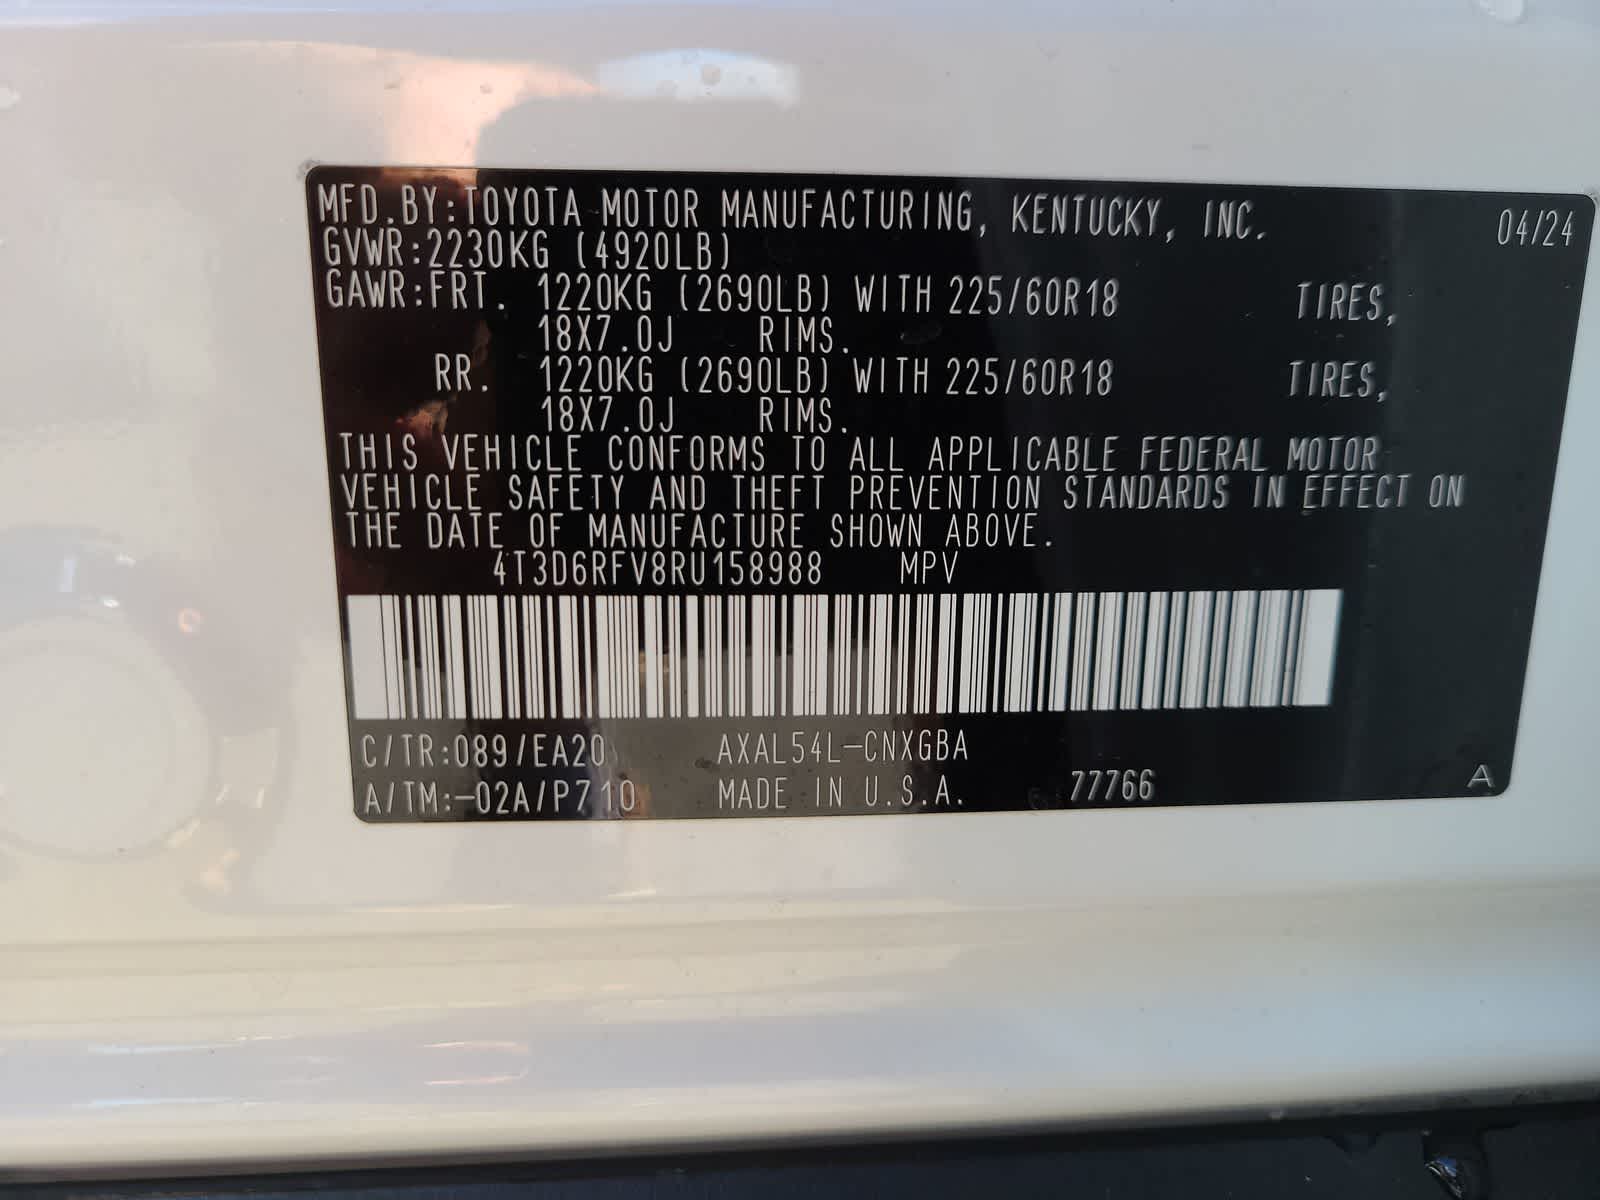 MFD.BY:TOYOTA MOTOR MANUFACTURING, KENTUCKY, INC. 04/24
GVWR:2230KG (4920LB)
GAWR:FRT. 1220KG (2690LB) WITH 225/60R18 TIRES,
18X7.0J RIMS.
RR. 1220KG (2690LB) WITH 225/60R18 TIRES,
18X7.0J RIMS.
THIS VEHICLE CONFORMS TO ALL APPLICABLE FEDERAL MOTOR
VEHICLE SAFETY AND THEFT PREVENTION STANDARDS IN EFFECT ON
THE DATE OF MANUFACTURE SHOWN ABOVE.
4T3D6RFV8RU158988 MPV
C/TR:089/EA20 AXAL54L-CNXGBA
A/TM:-02A/P710 MADE IN U.S.A. 77766 A